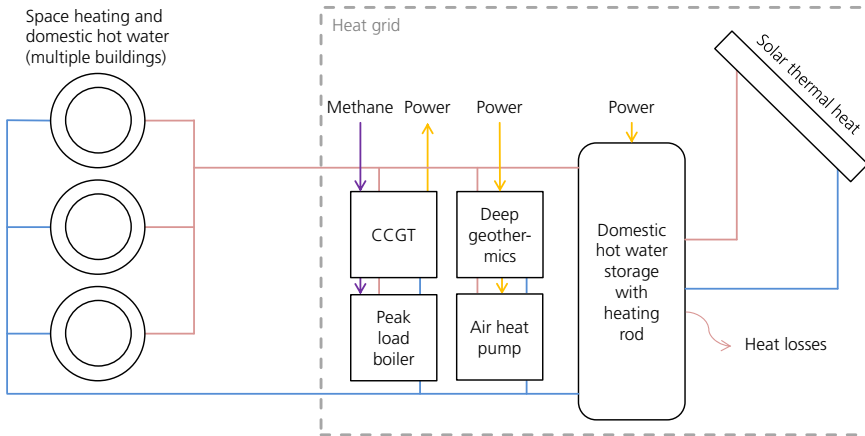 Space heating and
domestic hot water
(multiple buildings)
Heat grid
Solar thermal heat
Methane
Power
Power
Power
CCGT
Deep
geother-
mics
Peak
load
boiler
Air heat
pump
Domestic
hot water
storage
with
heating
rod
Heat losses